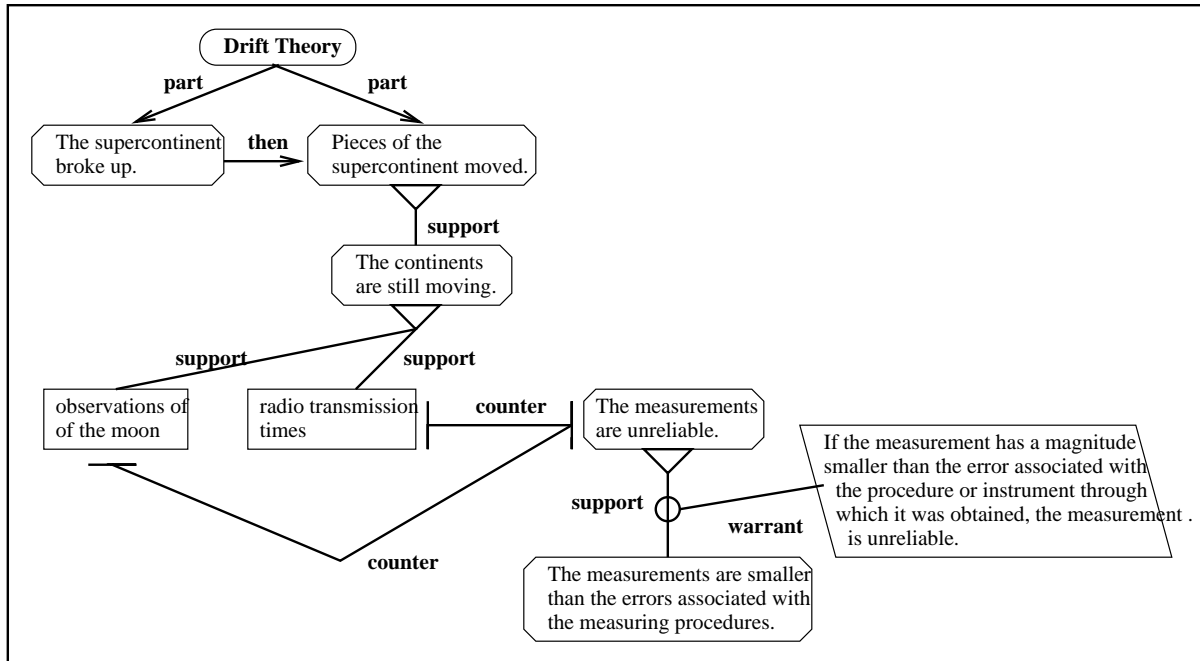 Drift Theory
part
part
The supercontinent
broke up.
then
Pieces of the
supercontinent moved.
support
The continents
are still moving.
support
support
observations of
of the moon
radio transmission
times
counter
The measurements
are unreliable.
If the measurement has a magnitude
smaller than the error associated with
the procedure or instrument through
which it was obtained, the measurement .
is unreliable.
support
warrant
counter
The measurements are smaller
than the errors associated with
the measuring procedures.